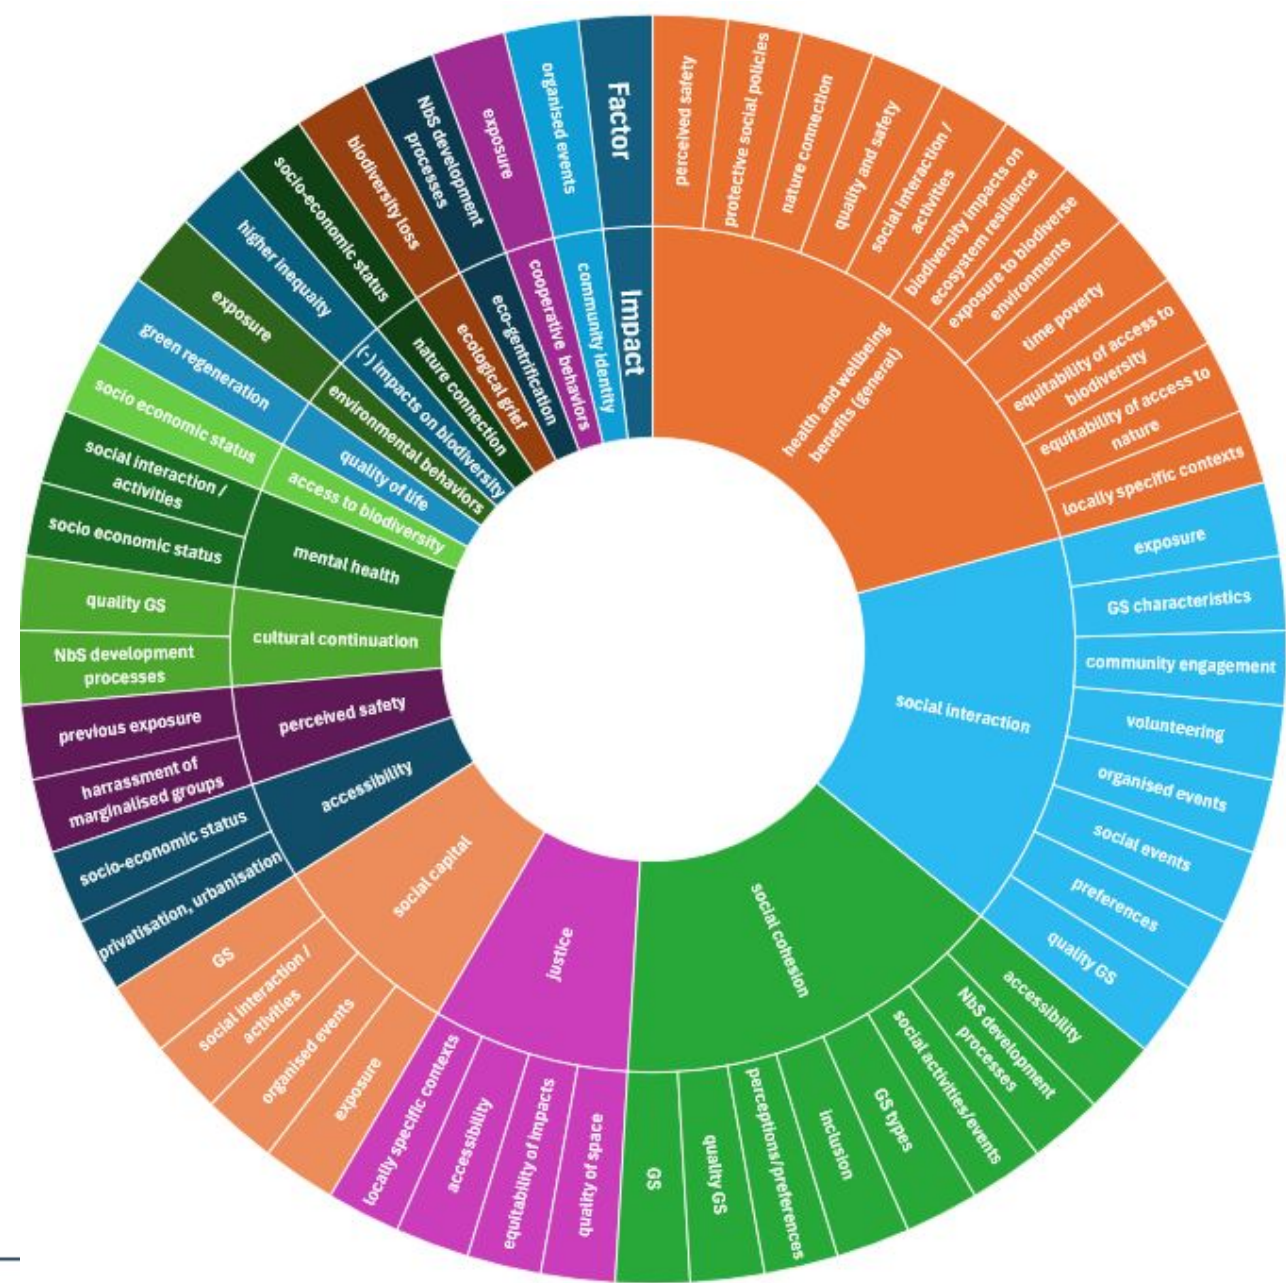 Factor
Impact
perceived safety
protective social policies
nature connection
quality and safety
social interaction /
activities
biodiversity impacts on
ecosystem resilience
exposure to biodiverse
environments
time poverty
equitability of access to
biodiversity
equitability of access to
nature
locally specific contexts
health and wellbeing
benefits (general)
exposure
GS characteristics
community engagement
volunteering
organised events
social events
preferences
quality GS
social interaction
accessibility
NbS development
processes
social activities/events
GS types
inclusion
perceptions/preferences
quality GS
GS
social cohesion
quality of space
equitability of impacts
accessibility
locally specific contexts
justice
exposure
organised events
social interaction /
activities
GS
social capital
privatisation, urbanisation
socio-economic status
accessibility
harrassment of
marginalised groups
previous exposure
perceived safety
NbS development
processes
quality GS
cultural continuation
socio economic status
social interaction /
activities
mental health
socio economic status
access to biodiversity
green regeneration
quality of life
exposure
environmental behaviors
higher inequaity
(-) impacts on biodiversity
socio-economic status
nature connection
biodiversity loss
ecological grief
NbS development
processes
eco-gentrification
exposure
cooperative behaviors
organised events
community identity